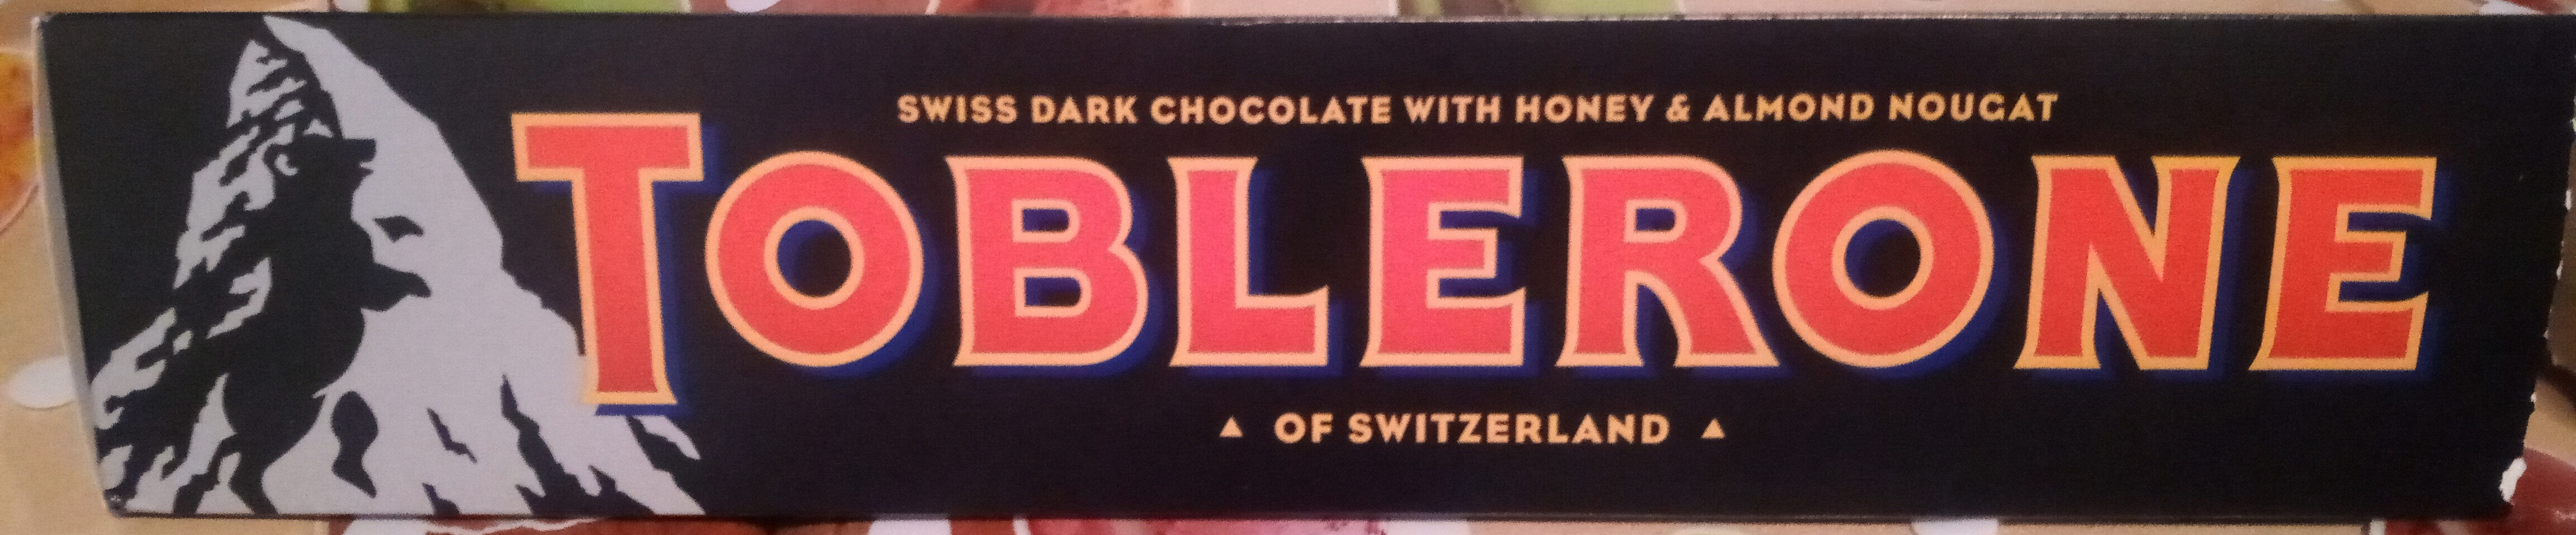 SWISS DARK CHOCOLATE WITH HONEY & ALMOND NOUGAT
TOBLERONE
▲ OF SWITZERLAND ▲